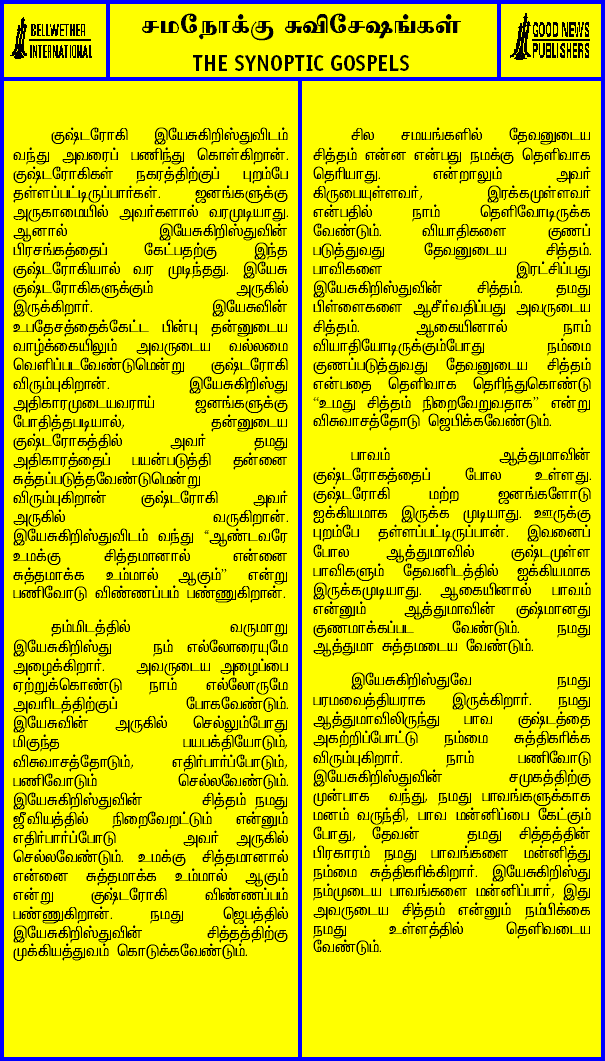 BELLWETHER
INTERNATIONAL
சமநோக்கு சுவிசேஷங்கள்
THE SYNOPTIC GOSPELS
GOOD NEWS
PUBLISHERS
குஷ்டரோகி இயேசுகிறிஸ்துவிடம்
வந்து அவரைப் பணிந்து கொள்கிறான்.
குஷ்டரோகிகள் நகரத்திற்குப் புறம்பே
தள்ளப்பட்டிருப்பார்கள். ஜனங்களுக்கு
அருகாமையில் அவர்களால் வரமுடியாது.
ஆனால் இயேசுகிறிஸ்துவின்
பிரசங்கத்தைப் கேட்பதற்கு இந்த
குஷ்டரோகியால் வர முடிந்தது. இயேசு
குஷ்டரோகிகளுக்கும் அருகில்
இருக்கிறார். இயேசுவின்
உபதேசத்தைக்கேட்ட பின்பு தன்னுடைய
வாழ்க்கையிலும் அவருடைய வல்லமை
வெளிப்படவேண்டுமென்று குஷ்டரோகி
விரும்புகிறான். இயேசுகிறிஸ்து
அதிகாரமுடையவராய் ஜனங்களுக்கு
போதித்தபடியால், தன்னுடைய
குஷ்டரோகத்தில் அவர் தமது
அதிகாரத்தைப் பயன்படுத்தி தன்னை
சுத்தப்படுத்தவேண்டுமென்று
விரும்புகிறான் குஷ்டரோகி அவர்
அருகில் வருகிறான்.
இயேசுகிறிஸ்துவிடம் வந்து “ஆண்டவரே
உமக்கு சித்தமானால் என்னை
சுத்தமாக்க உம்மால் ஆகும்” என்று
பணிவோடு விண்ணப்பம் பண்ணுகிறான்.
தம்மிடத்தில் வருமாறு
இயேசுகிறிஸ்து நம் எல்லோரையுமே
அழைக்கிறார். அவருடைய அழைப்பை
ஏற்றுக்கொண்டு நாம் எல்லோருமே
அவரிடத்திற்குப் போகவேண்டும்.
இயேசுவின் அருகில் செல்லும்போது
மிகுந்த பயபக்தியோடும்,
விசுவாசத்தோடும், எதிர்பார்ப்போடும்,
பணிவோடும் செல்லவேண்டும்.
இயேசுகிறிஸ்துவின் சித்தம் நமது
ஜீவியத்தில் நிறைவேறட்டும் என்னும்
எதிர்பார்ப்போடு அவர் அருகில்
செல்லவேண்டும். உமக்கு சித்தமானால்
என்னை சுத்தமாக்க உம்மால் ஆகும்
என்று குஷ்டரோகி விண்ணப்பம்
பண்ணுகிறான். நமது ஜெபத்தில்
இயேசுகிறிஸ்துவின் சித்தத்திற்கு
முக்கியத்துவம் கொடுக்கவேண்டும்.
சில சமயங்களில் தேவனுடைய
சித்தம் என்ன என்பது நமக்கு தெளிவாக
தெரியாது. என்றாலும் அவர்
கிருபையுள்ளவர், இரக்கமுள்ளவர்
என்பதில் நாம் தெளிவோடிருக்க
வேண்டும். வியாதிகளை குணப்
படுத்துவது தேவனுடைய சித்தம்.
பாவிகளை இரட்சிப்பது
இயேசுகிறிஸ்துவின் சித்தம். தமது
பிள்ளைகளை ஆசீர்வதிப்பது அவருடைய
சித்தம். ஆகையினால் நாம்
வியாதியோடிருக்கும்போது நம்மை
குணப்படுத்துவது தேவனுடைய சித்தம்
என்பதை தெளிவாக தெரிந்துகொண்டு
“உமது சித்தம் நிறைவேறுவதாக” என்று
விசுவாசத்தோடு ஜெபிக்கவேண்டும்.
பாவம் ஆத்துமாவின்
குஷ்டரோகத்தைப் போல உள்ளது.
குஷ்டரோகி மற்ற ஜனங்களோடு
ஐக்கியமாக இருக்க முடியாது. ஊருக்கு
புறம்பே தள்ளப்பட்டிருப்பான். இவனைப்
போல ஆத்துமாவில் குஷ்டமுள்ள
பாவிகளும் தேவனிடத்தில் ஐக்கியமாக
இருக்கமுடியாது. ஆகையினால் பாவம்
என்னும் ஆத்துமாவின் குஷ்மானது
குணமாக்கப்பட வேண்டும். நமது
ஆத்துமா சுத்தமடைய வேண்டும்.
இயேசுகிறிஸ்துவே நமது
பரமவைத்தியராக இருக்கிறார். நமது
ஆத்துமாவிலிருந்து பாவ குஷ்டத்தை
அகற்றிப்போட்டு நம்மை சுத்திகரிக்க
விரும்புகிறார். நாம் பணிவோடு
இயேசுகிறிஸ்துவின் சமுகத்திற்கு
முன்பாக வந்து, நமது பாவங்களுக்காக
மனம் வருந்தி, பாவ மன்னிப்பை கேட்கும்
போது, தேவன் தமது சித்தத்தின்
பிரகாரம் நமது பாவங்களை மன்னித்து
நம்மை சுத்திகரிக்கிறார். இயேசுகிறிஸ்து
நம்முடைய பாவங்களை மன்னிப்பார், இது
அவருடைய சித்தம் என்னும் நம்பிக்கை
நமது உள்ளத்தில் தெளிவடைய
வேண்டும்.